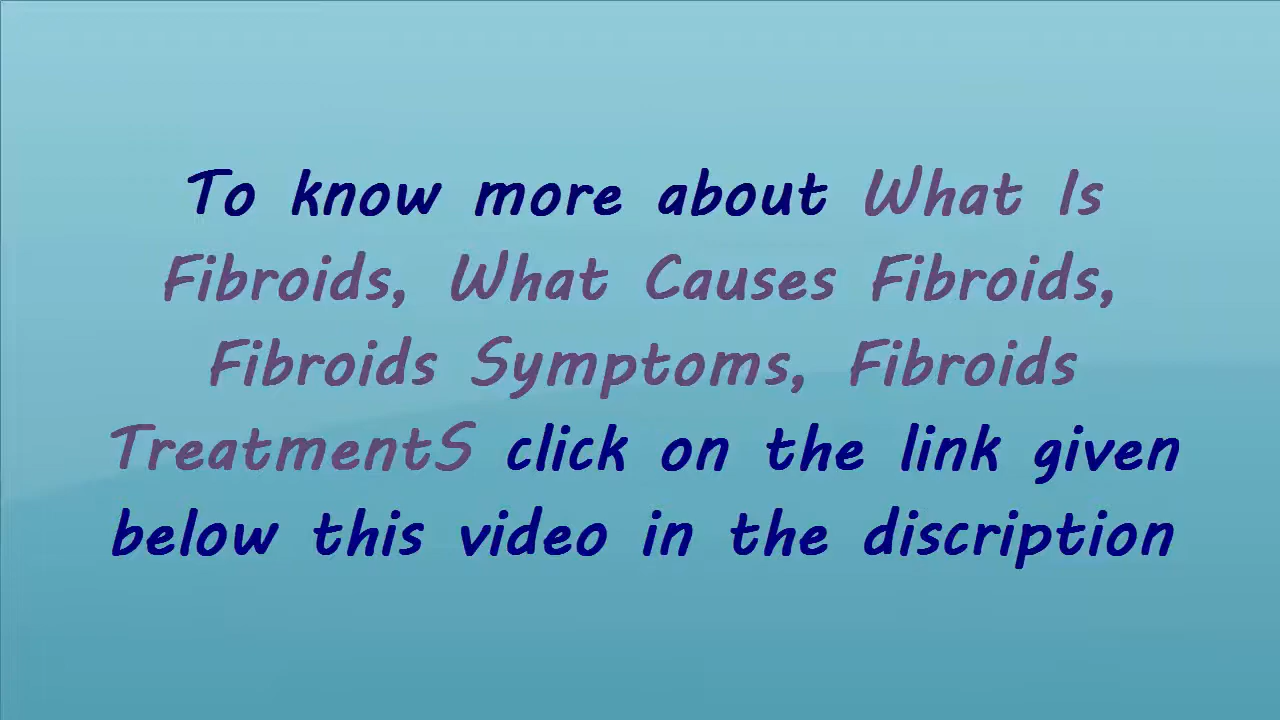 To know more about What Is
Fibroids, What Causes Fibroids,
Fibroids Symptoms, Fibroids
TreatmentS click on the link given
below this video in the discription